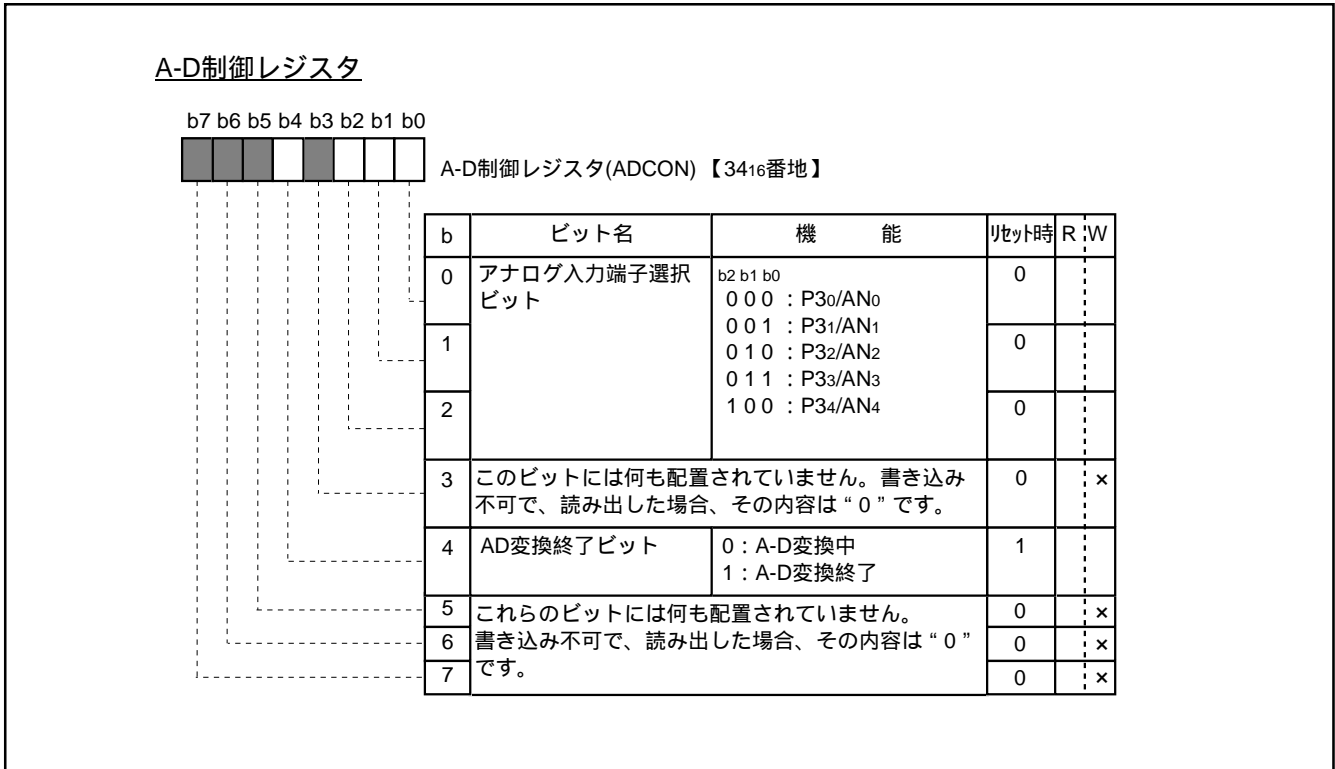 A-D制御レジスタ
b7 b6 b5 b4 b3 b2 b1 b0
A-D制御レジスタ(ADCON)【3416番地】
b ビット名 機 能 リセット時 R W
0 アナログ入力端子選択 b2 b1 b0 0
ビット 0 0 0 : P30/AN0
0 0 1 : P31/AN1
1 0 1 0 : P32/AN2 0
0 1 1 : P33/AN3
2 1 0 0 : P34/AN4 0
3 このビットには何も配置されていません。書き込み 0 ×
不可で、読み出した場合、その内容は“0”です。
4 AD変換終了ビット 0:A-D変換中 1
1:A-D変換終了
5 これらのビットには何も配置されていません。 0 ×
6 書き込み不可で、読み出した場合、その内容は“0” 0 ×
7 です。 0 ×